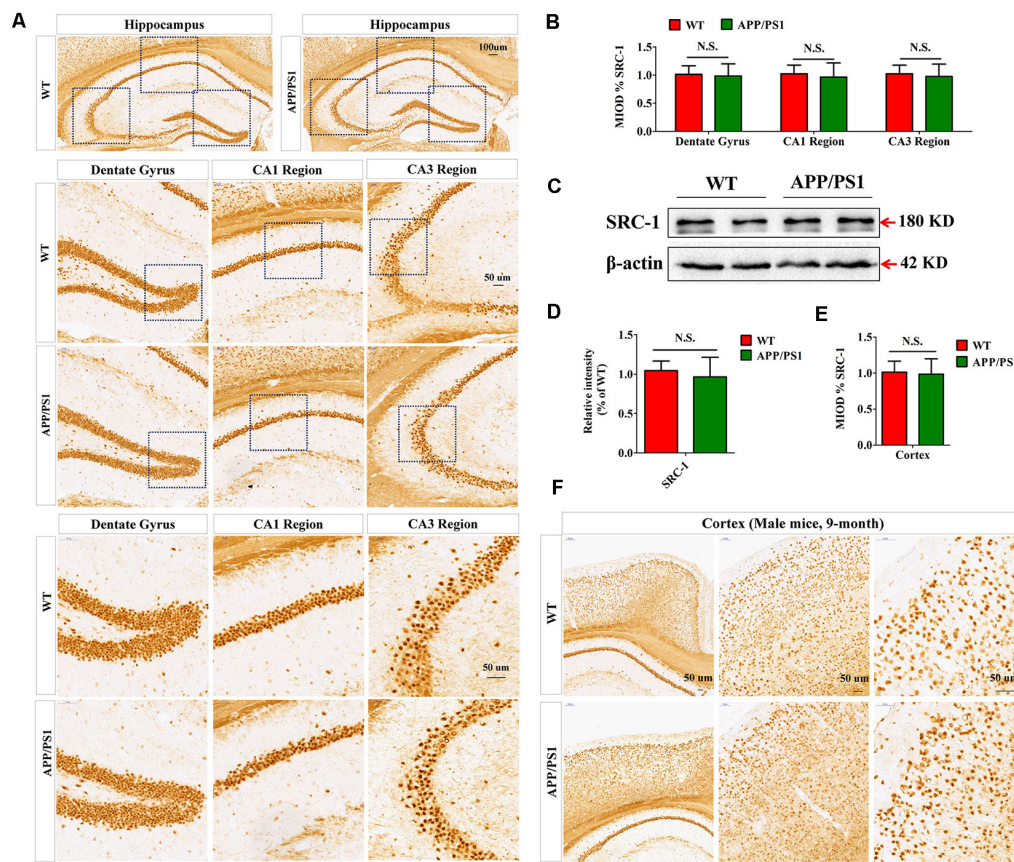 A
Hippocampus
Hippocampus
WT
APP/PS1
100um
Dentate Gyrus
CA1 Region
CA3 Region
WT
50 um
APP/PS1
Dentate Gyrus
CA1 Region
CA3 Region
WT
50 um
APP/PS1
B
WT
APP/PS1
MIOD % SRC-1
1.5
1.0
0.5
0.0
N.S.
N.S.
N.S.
Dentate Gyrus
CA1 Region
CA3 Region
C
WT
APP/PS1
SRC-1
180 KD
β-actin
42 KD
D
WT
APP/PS1
Relative intensity
(% of WT)
1.5
1.0
0.5
0.0
N.S.
SRC-1
E
WT
APP/PS
MIOD % SRC-1
1.5
1.0
0.5
0.0
N.S.
Cortex
F
Cortex (Male mice, 9-month)
WT
50 um
50 um
50 um
APP/PS1